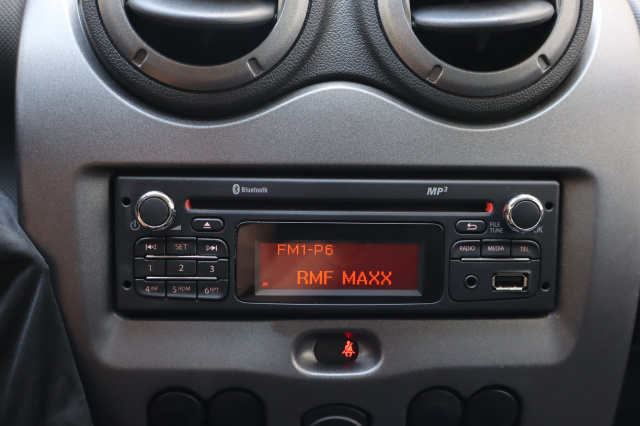 Bluetooth MP3
FILE TUNE OK
SET
RADIO MEDIA TEL
FM1-P6
RMF MAXX
1 2 3
4 INF 5 RDM 6 RPT